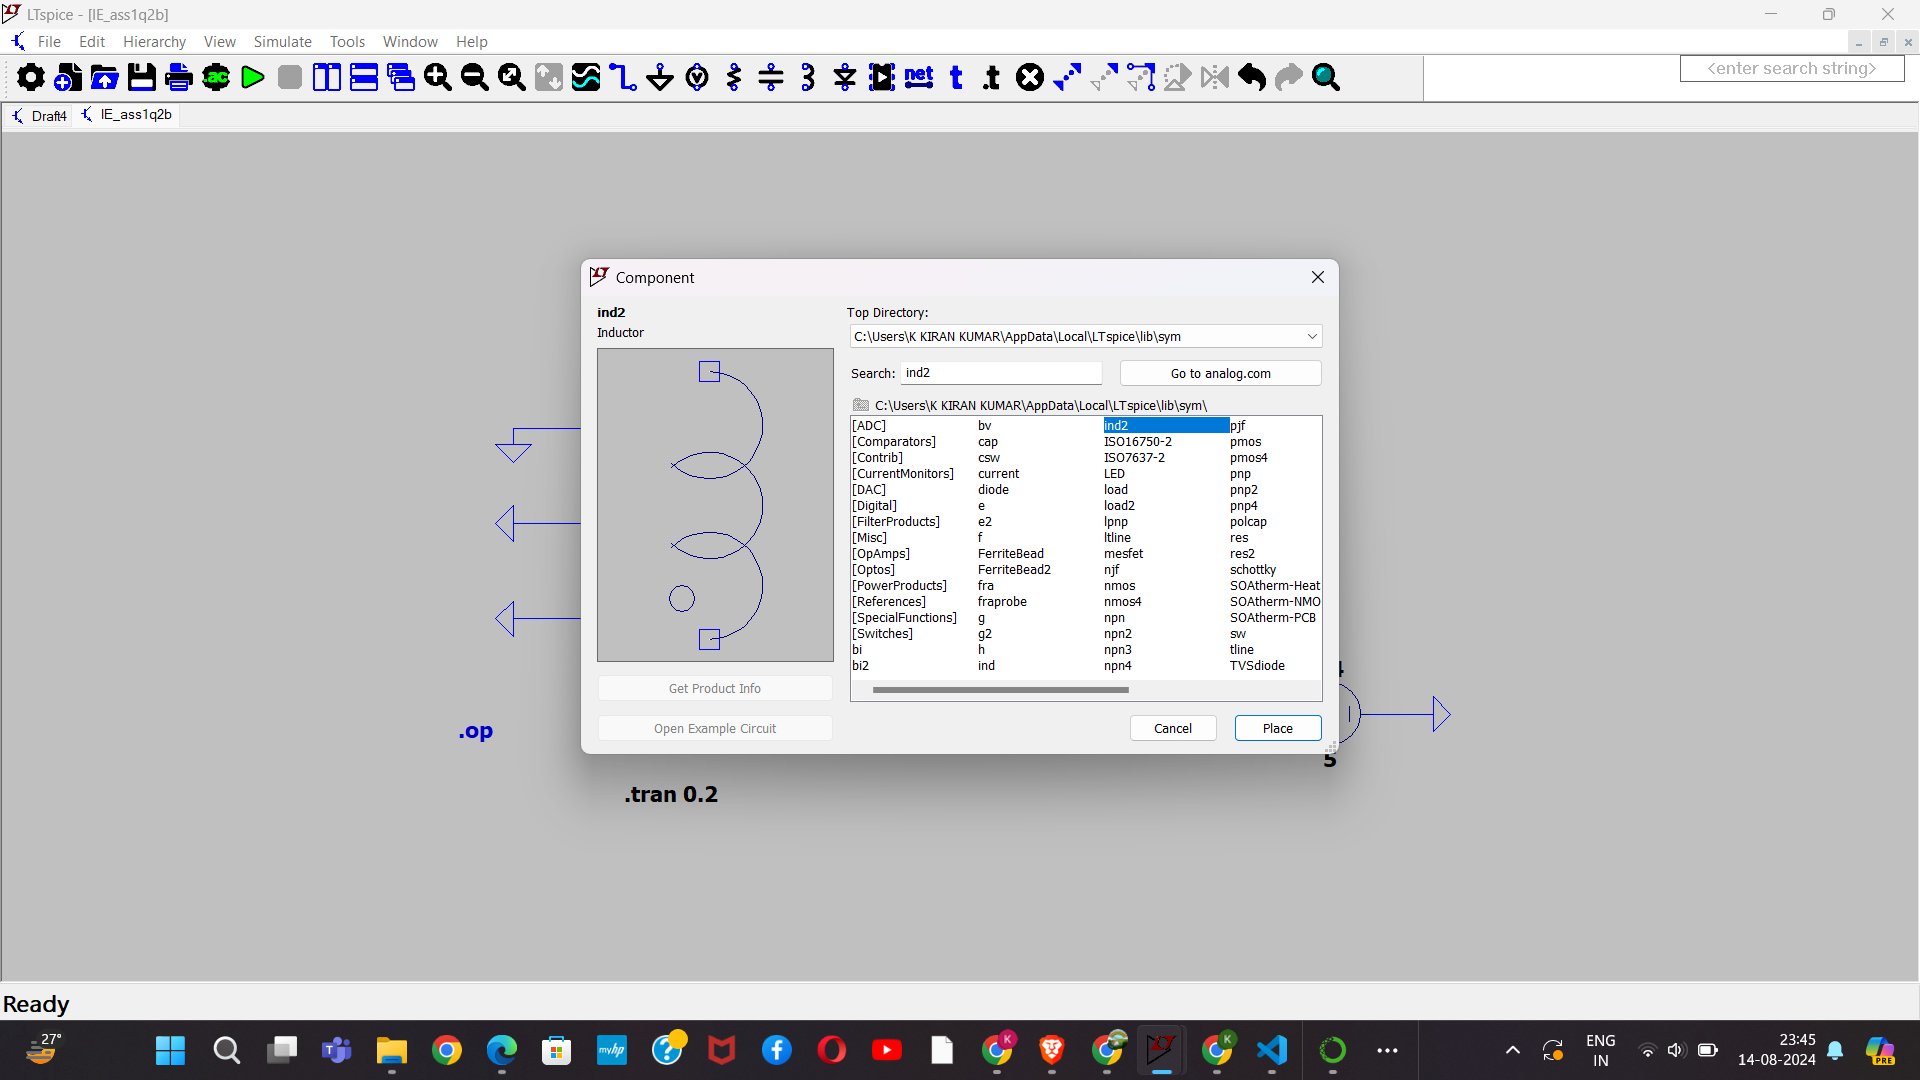 LTspice - [IE_ass1q2b]
File Edit Hierarchy View Simulate Tools Window Help
.ac net t .t
<enter search string>
Draft4 IE_ass1q2b
Component
ind2
Inductor
Top Directory:
C:\Users\K KIRAN KUMAR\AppData\Local\LTspice\lib\sym
Search: ind2 Go to analog.com
C:\Users\K KIRAN KUMAR\AppData\Local\LTspice\lib\sym\
[ADC] bv ind2 pjf
[Comparators] cap ISO16750-2 pmos
[Contrib] csw ISO7637-2 pmos4
[CurrentMonitors] current LED pnp
[DAC] diode load pnp2
[Digital] e load2 pnp4
[FilterProducts] e2 lpnp polcap
[Misc] f ltline res
[OpAmps] FerriteBead mesfet res2
[Optos] FerriteBead2 njf schottky
[PowerProducts] fra nmos SOAtherm-Heat
[References] fraprobe nmos4 SOAtherm-NMO
[SpecialFunctions] g npn SOAtherm-PCB
[Switches] g2 npn2 sw
bi h npn3 tline
bi2 ind npn4 TVSdiode
Get Product Info
Open Example Circuit
Cancel Place
.op
5
.tran 0.2
Ready
27°
myhp
K
K
ENG
IN
23:45
14-08-2024
PRE